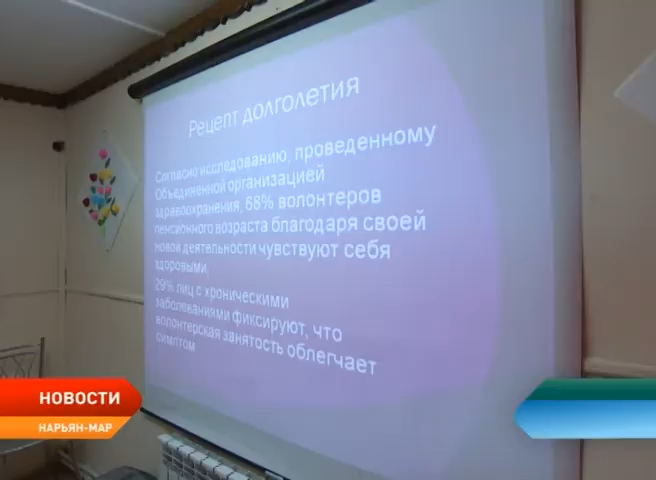 Рецепт долголетия
Согласно исследованию, проведенному
Объединенной организацией
здравоохранения, 68% волонтеров
пенсионного возраста благодаря своей
новой деятельности чувствуют себя
здоровыми
29% лиц с хроническими
заболеваниями фиксируют, что
волонтерская занятость облегчает
симптом
НОВОСТИ
НАРЬЯН-МАР